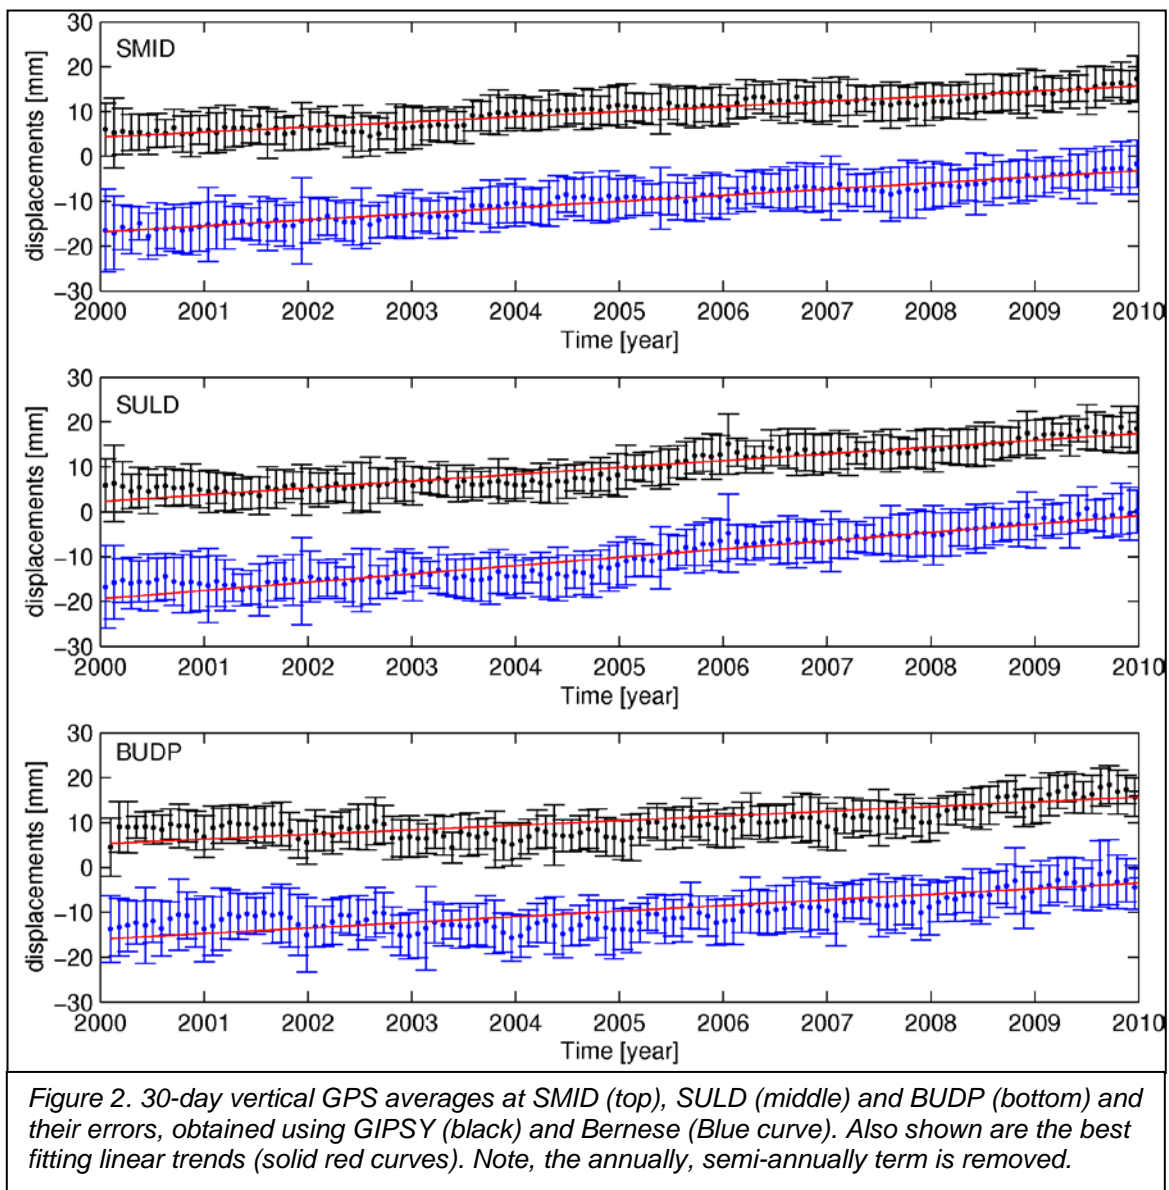 30
20
10
0
−10
−20
−30
displacements [mm]
SMID
2000 2001 2002 2003 2004 2005 2006 2007 2008 2009 2010
Time [year]
30
20
10
0
−10
−20
−30
displacements [mm]
SULD
2000 2001 2002 2003 2004 2005 2006 2007 2008 2009 2010
Time [year]
30
20
10
0
−10
−20
−30
displacements [mm]
BUDP
2000 2001 2002 2003 2004 2005 2006 2007 2008 2009 2010
Time [year]
Figure 2. 30-day vertical GPS averages at SMID (top), SULD (middle) and BUDP (bottom) and
their errors, obtained using GIPSY (black) and Bernese (Blue curve). Also shown are the best
fitting linear trends (solid red curves). Note, the annually, semi-annually term is removed.